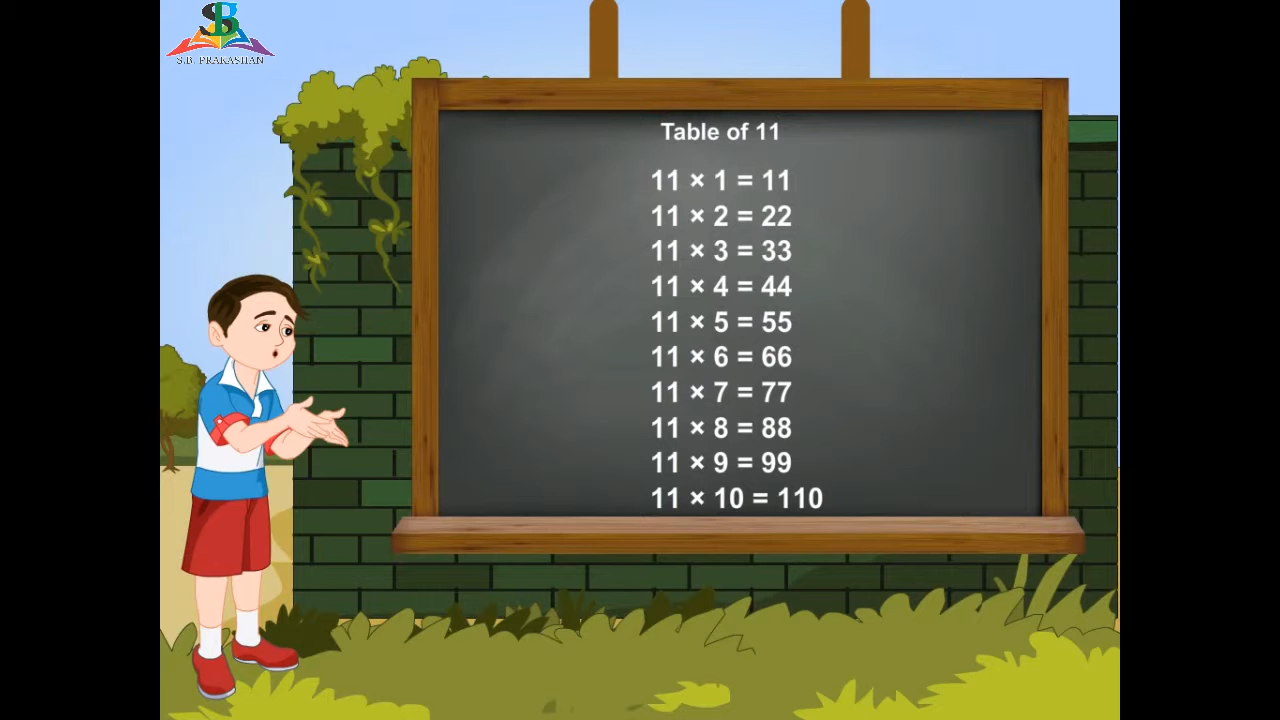 SB
S.B. PRAKASHAN
Table of 11
11 × 1 = 11
11 × 2 = 22
11 × 3 = 33
11 × 4 = 44
11 × 5 = 55
11 × 6 = 66
11 × 7 = 77
11 × 8 = 88
11 × 9 = 99
11 × 10 = 110